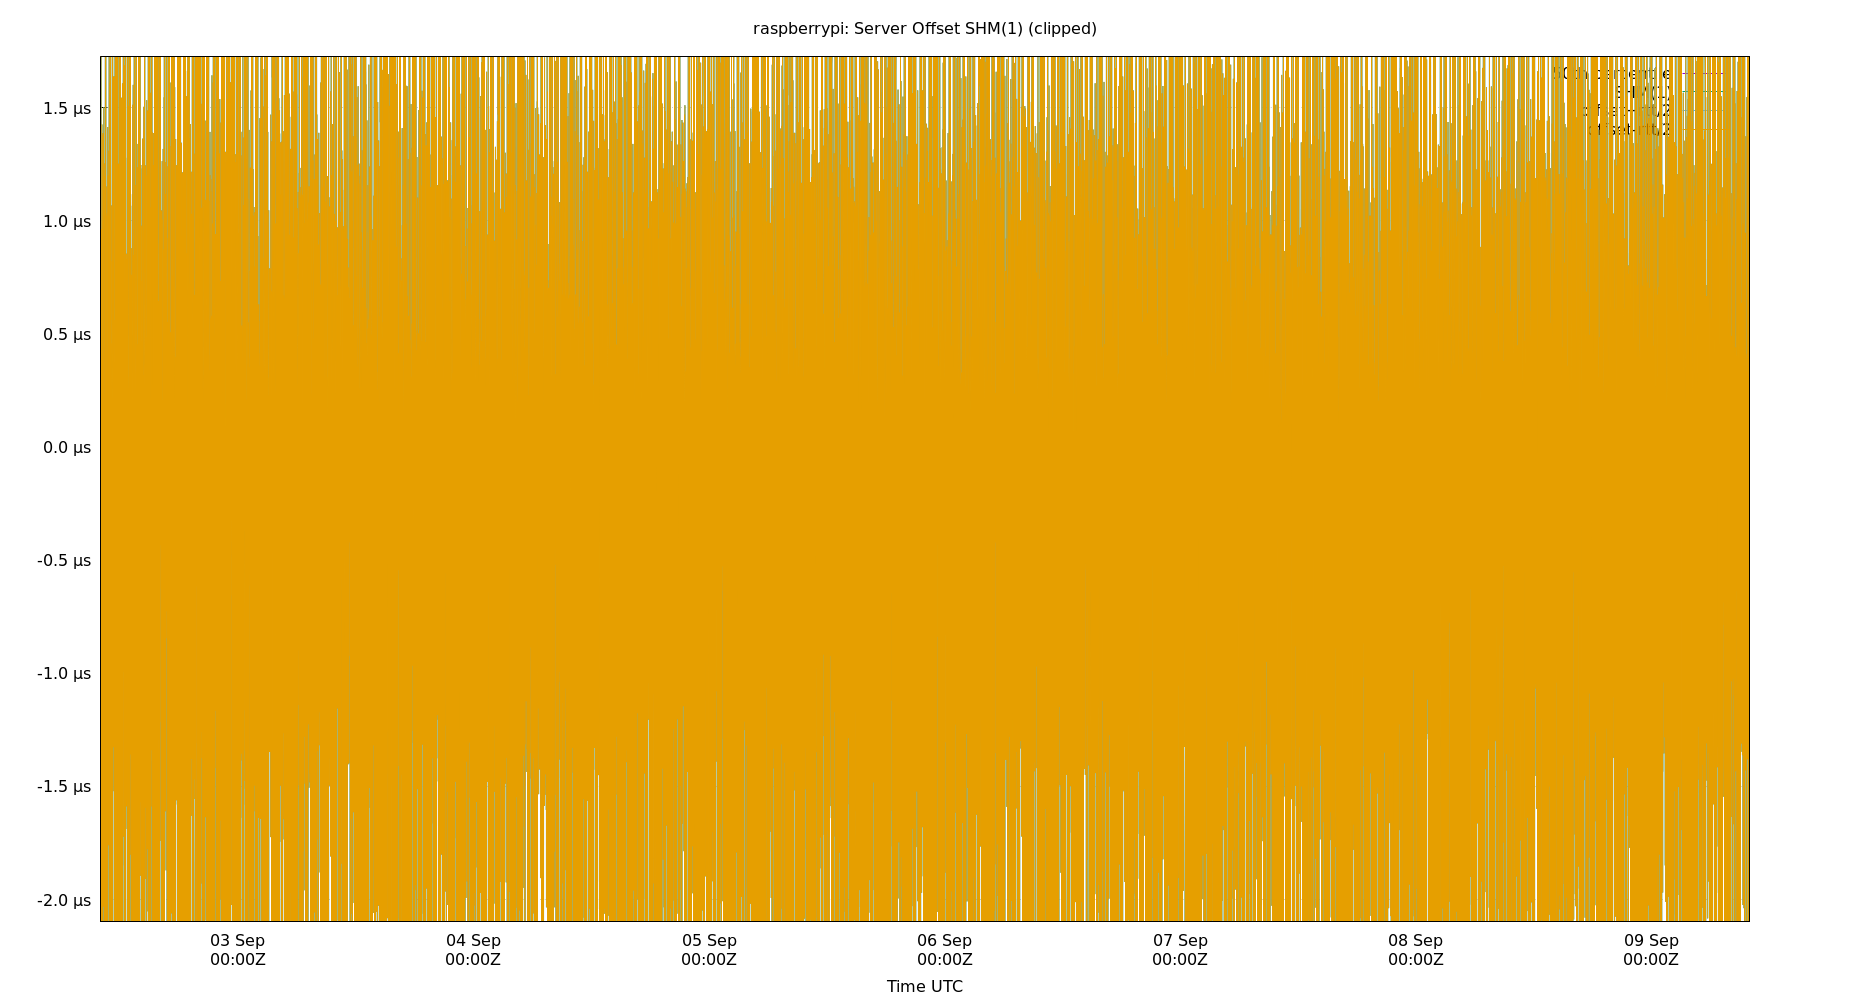 raspberrypi: Server Offset SHM(1) (clipped)
1.5 µs
1.0 µs
0.5 µs
0.0 µs
-0.5 µs
-1.0 µs
-1.5 µs
-2.0 µs
03 Sep 00:00Z
04 Sep 00:00Z
05 Sep 00:00Z
06 Sep 00:00Z
07 Sep 00:00Z
08 Sep 00:00Z
09 Sep 00:00Z
Time UTC